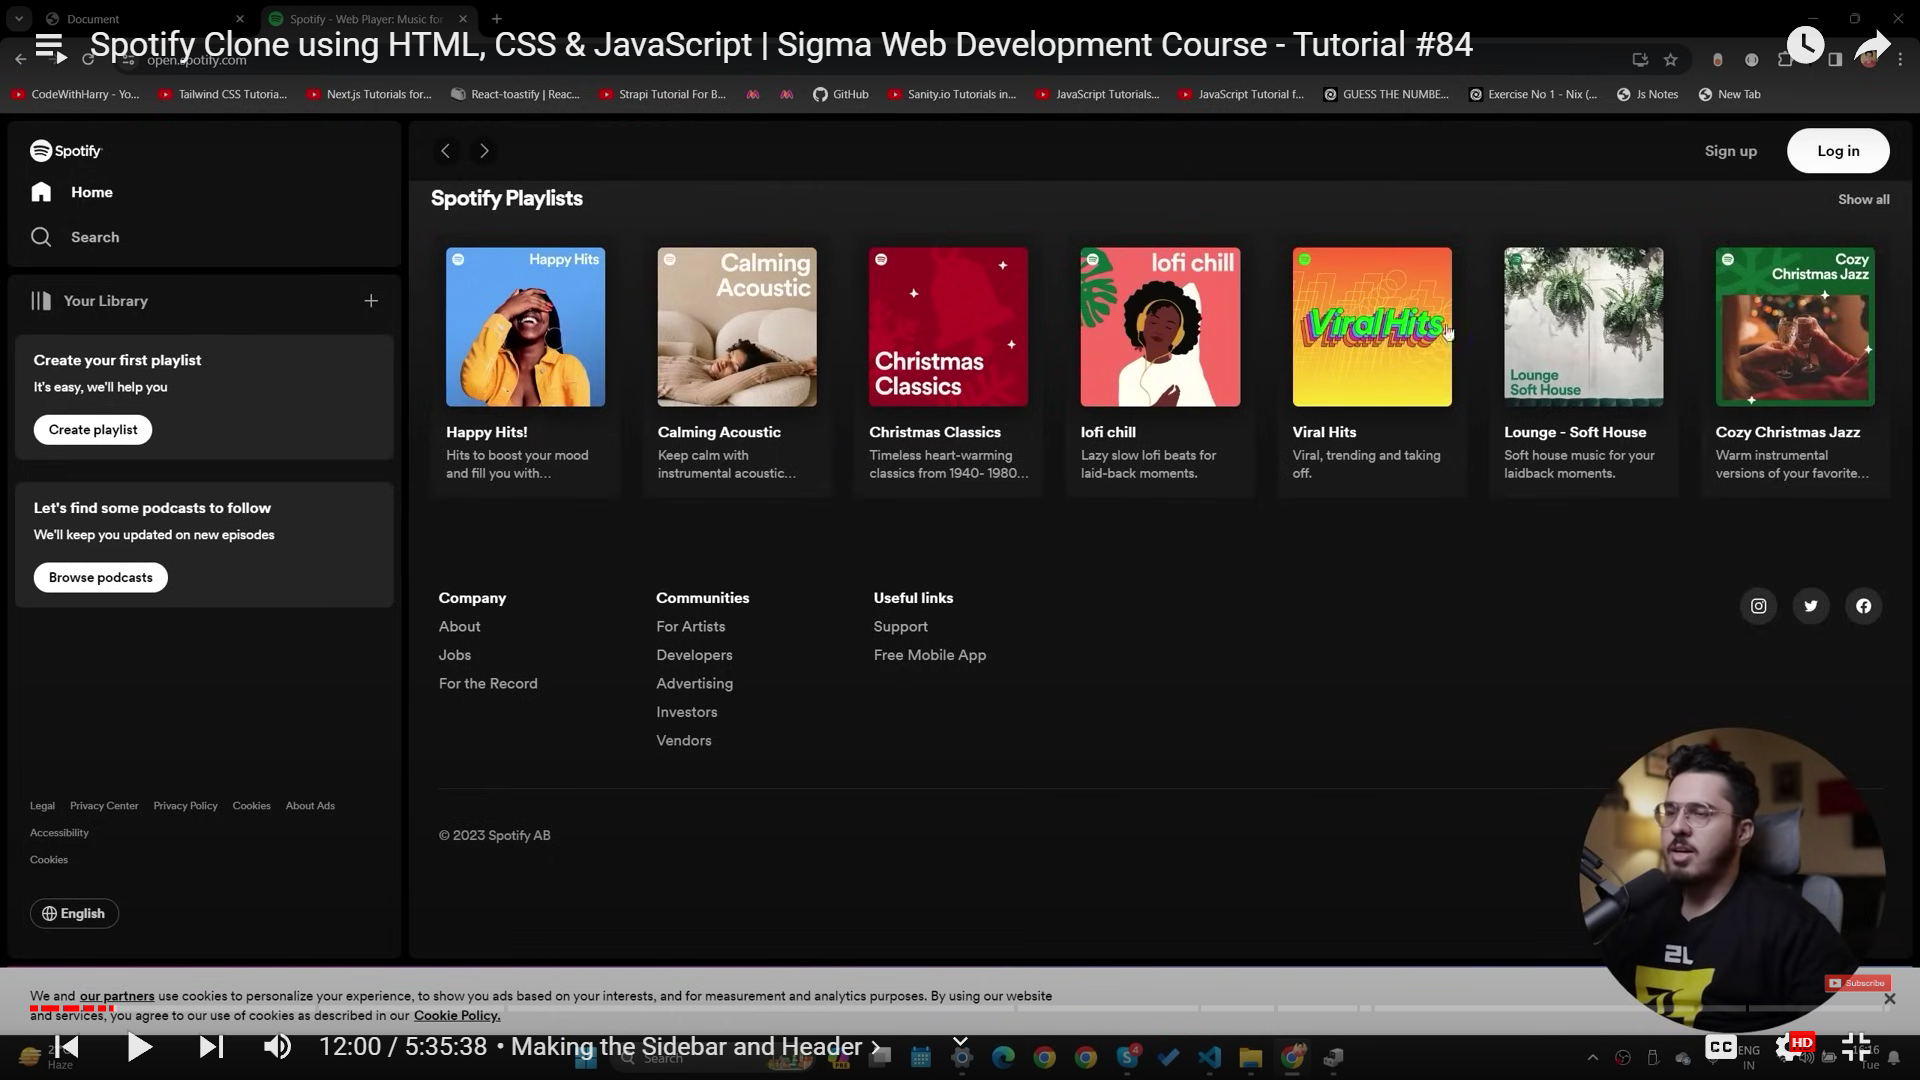 Document
Spotify - Web Player: Music for
Spotify Clone using HTML, CSS & JavaScript | Sigma Web Development Course - Tutorial #84
open.spotify.com
CodeWithHarry - Yo...
Tailwind CSS Tutoria...
Next.js Tutorials for...
React-toastify | Reac...
Strapi Tutorial For B...
GitHub
Sanity.io Tutorials in...
JavaScript Tutorials...
JavaScript Tutorial f...
GUESS THE NUMBE...
Exercise No 1 - Nix (...
Js Notes
New Tab
Spotify
Home
Search
Your Library
Create your first playlist
It's easy, we'll help you
Create playlist
Let's find some podcasts to follow
We'll keep you updated on new episodes
Browse podcasts
Legal
Privacy Center
Privacy Policy
Cookies
About Ads
Accessibility
Cookies
English
Sign up
Log in
Spotify Playlists
Show all
Happy Hits
Happy Hits!
Hits to boost your mood
and fill you with...
Calming
Acoustic
Calming Acoustic
Keep calm with
instrumental acoustic...
Christmas
Classics
Christmas Classics
Timeless heart-warming
classics from 1940- 1980...
lofi chill
lofi chill
Lazy slow lofi beats for
laid-back moments.
Viral Hits
Viral Hits
Viral, trending and taking
off.
Lounge
Soft House
Lounge - Soft House
Soft house music for your
laidback moments.
Cozy
Christmas Jazz
Cozy Christmas Jazz
Warm instrumental
versions of your favorite...
Company
About
Jobs
For the Record
Communities
For Artists
Developers
Advertising
Investors
Vendors
Useful links
Support
Free Mobile App
© 2023 Spotify AB
We and our partners use cookies to personalize your experience, to show you ads based on your interests, and for measurement and analytics purposes. By using our website
and services, you agree to our use of cookies as described in our Cookie Policy.
Subscribe
12:00 / 5:35:38 • Making the Sidebar and Header
Search
Haze
CC
HD
ENG
IN
16:16
Tue